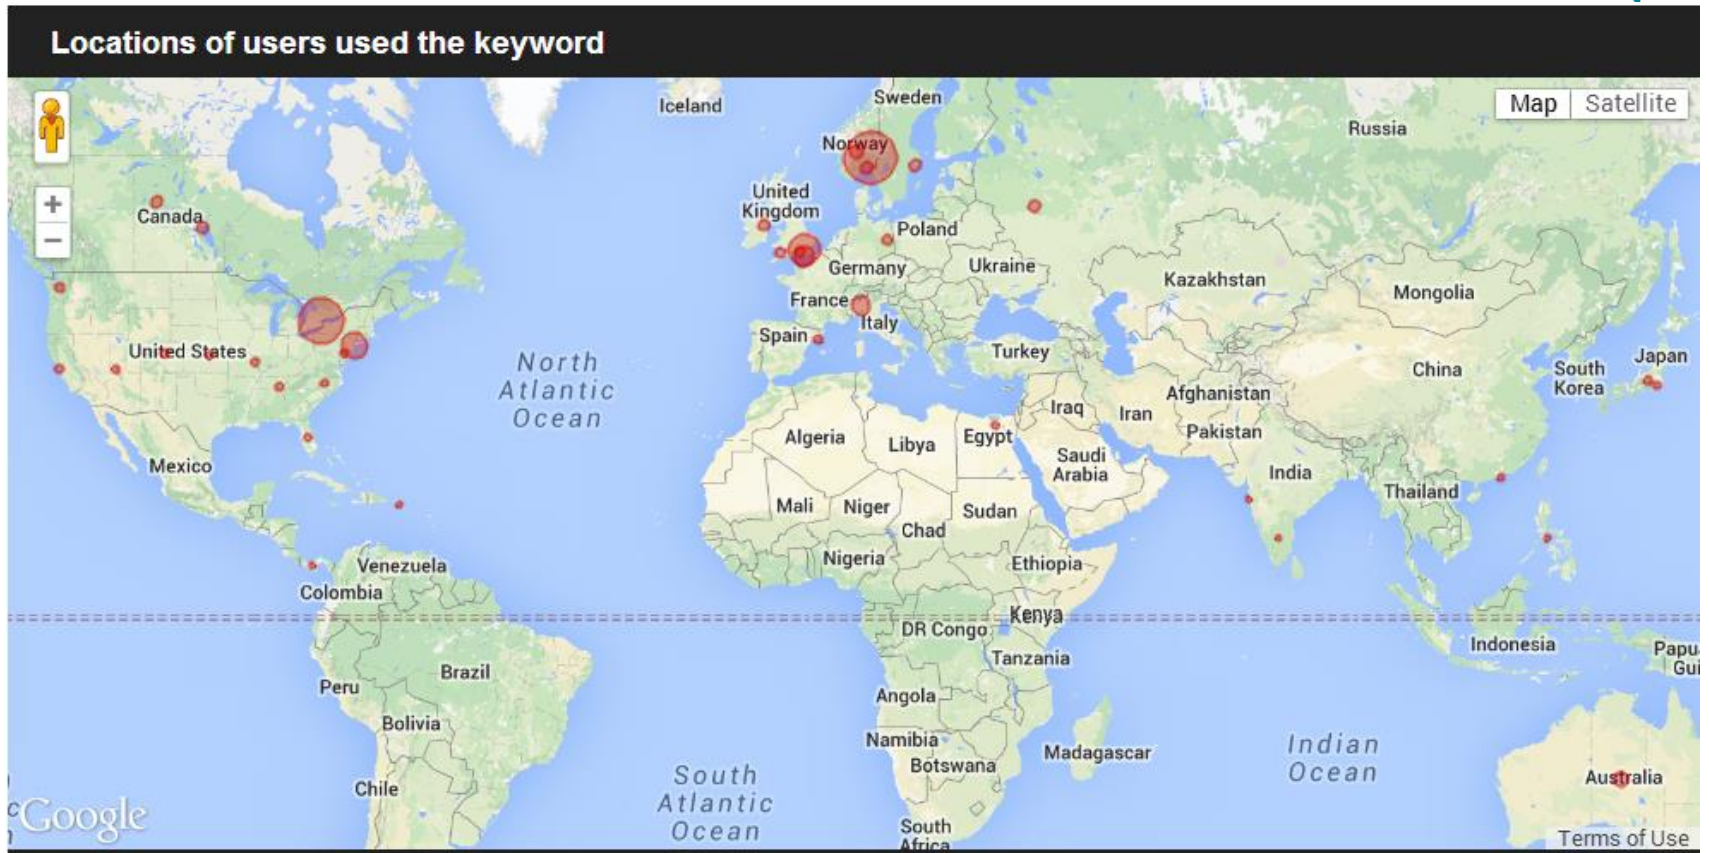 Locations of users used the keyword
Map
Satellite
Iceland
Sweden
Norway
Russia
United
Kingdom
Canada
Poland
Germany
Ukraine
Kazakhstan
Mongolia
France
Italy
Spain
United States
North
Atlantic
Ocean
Turkey
China
South
Korea
Japan
Afghanistan
Iraq
Iran
Pakistan
Algeria
Libya
Egypt
Saudi
Arabia
Mexico
India
Thailand
Mali
Niger
Sudan
Chad
Nigeria
Ethiopia
Venezuela
Colombia
Kenya
DR Congo
Tanzania
Indonesia
Papu
Gui
Brazil
Peru
Angola
Bolivia
Namibia
Botswana
Madagascar
Indian
Ocean
Australia
Chile
South
Atlantic
Ocean
Google
South
Africa
Terms of Use